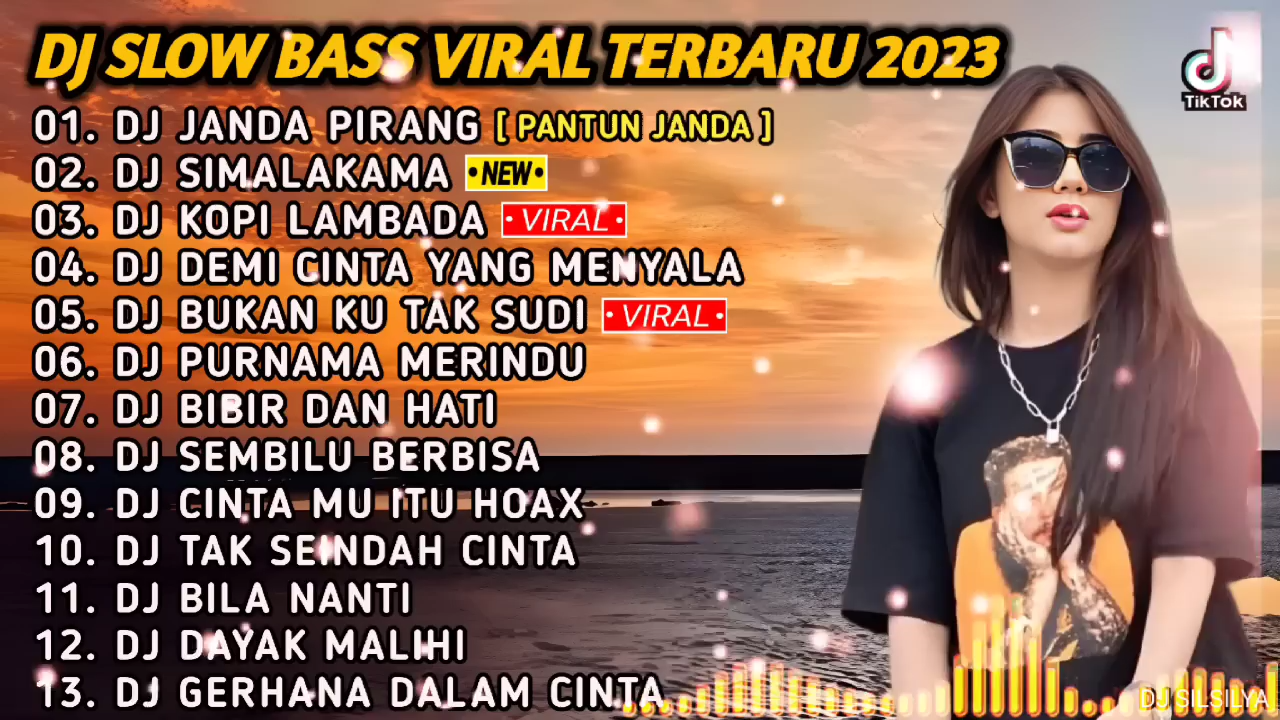 DJ SLOW BASS VIRAL TERBARU 2023
TikTok
01. DJ JANDA PIRANG [ PANTUN JANDA ]
02. DJ SIMALAKAMA • NEW •
03. DJ KOPI LAMBADA • VIRAL •
04. DJ DEMI CINTA YANG MENYALA
05. DJ BUKAN KU TAK SUDI • VIRAL •
06. DJ PURNAMA MERINDU
07. DJ BIBIR DAN HATI
08. DJ SEMBILU BERBISA
09. DJ CINTA MU ITU HOAX
10. DJ TAK SEINDAH CINTA
11. DJ BILA NANTI
12. DJ DAYAK MALIHI
13. DJ GERHANA DALAM CINTA
DJ SILSILYA